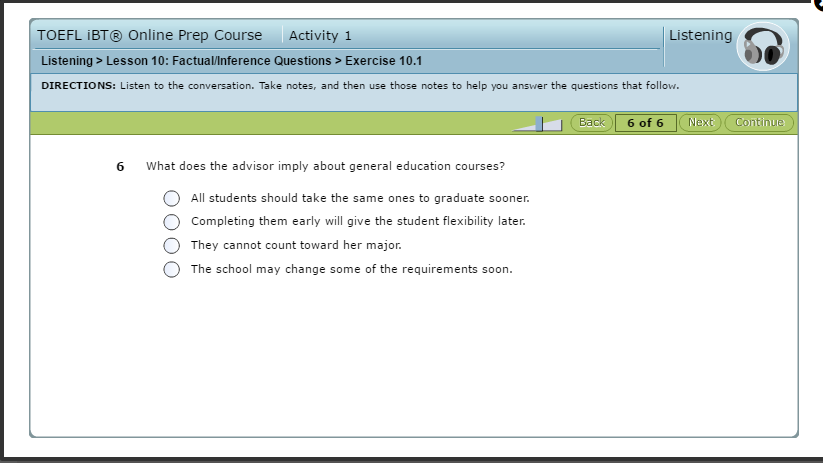 TOEFL iBT® Online Prep Course Activity 1 Listening
Listening > Lesson 10: Factual/Inference Questions > Exercise 10.1
DIRECTIONS: Listen to the conversation. Take notes, and then use those notes to help you answer the questions that follow.
Back 6 of 6 Next Continue
6 What does the advisor imply about general education courses?
All students should take the same ones to graduate sooner.
Completing them early will give the student flexibility later.
They cannot count toward her major.
The school may change some of the requirements soon.